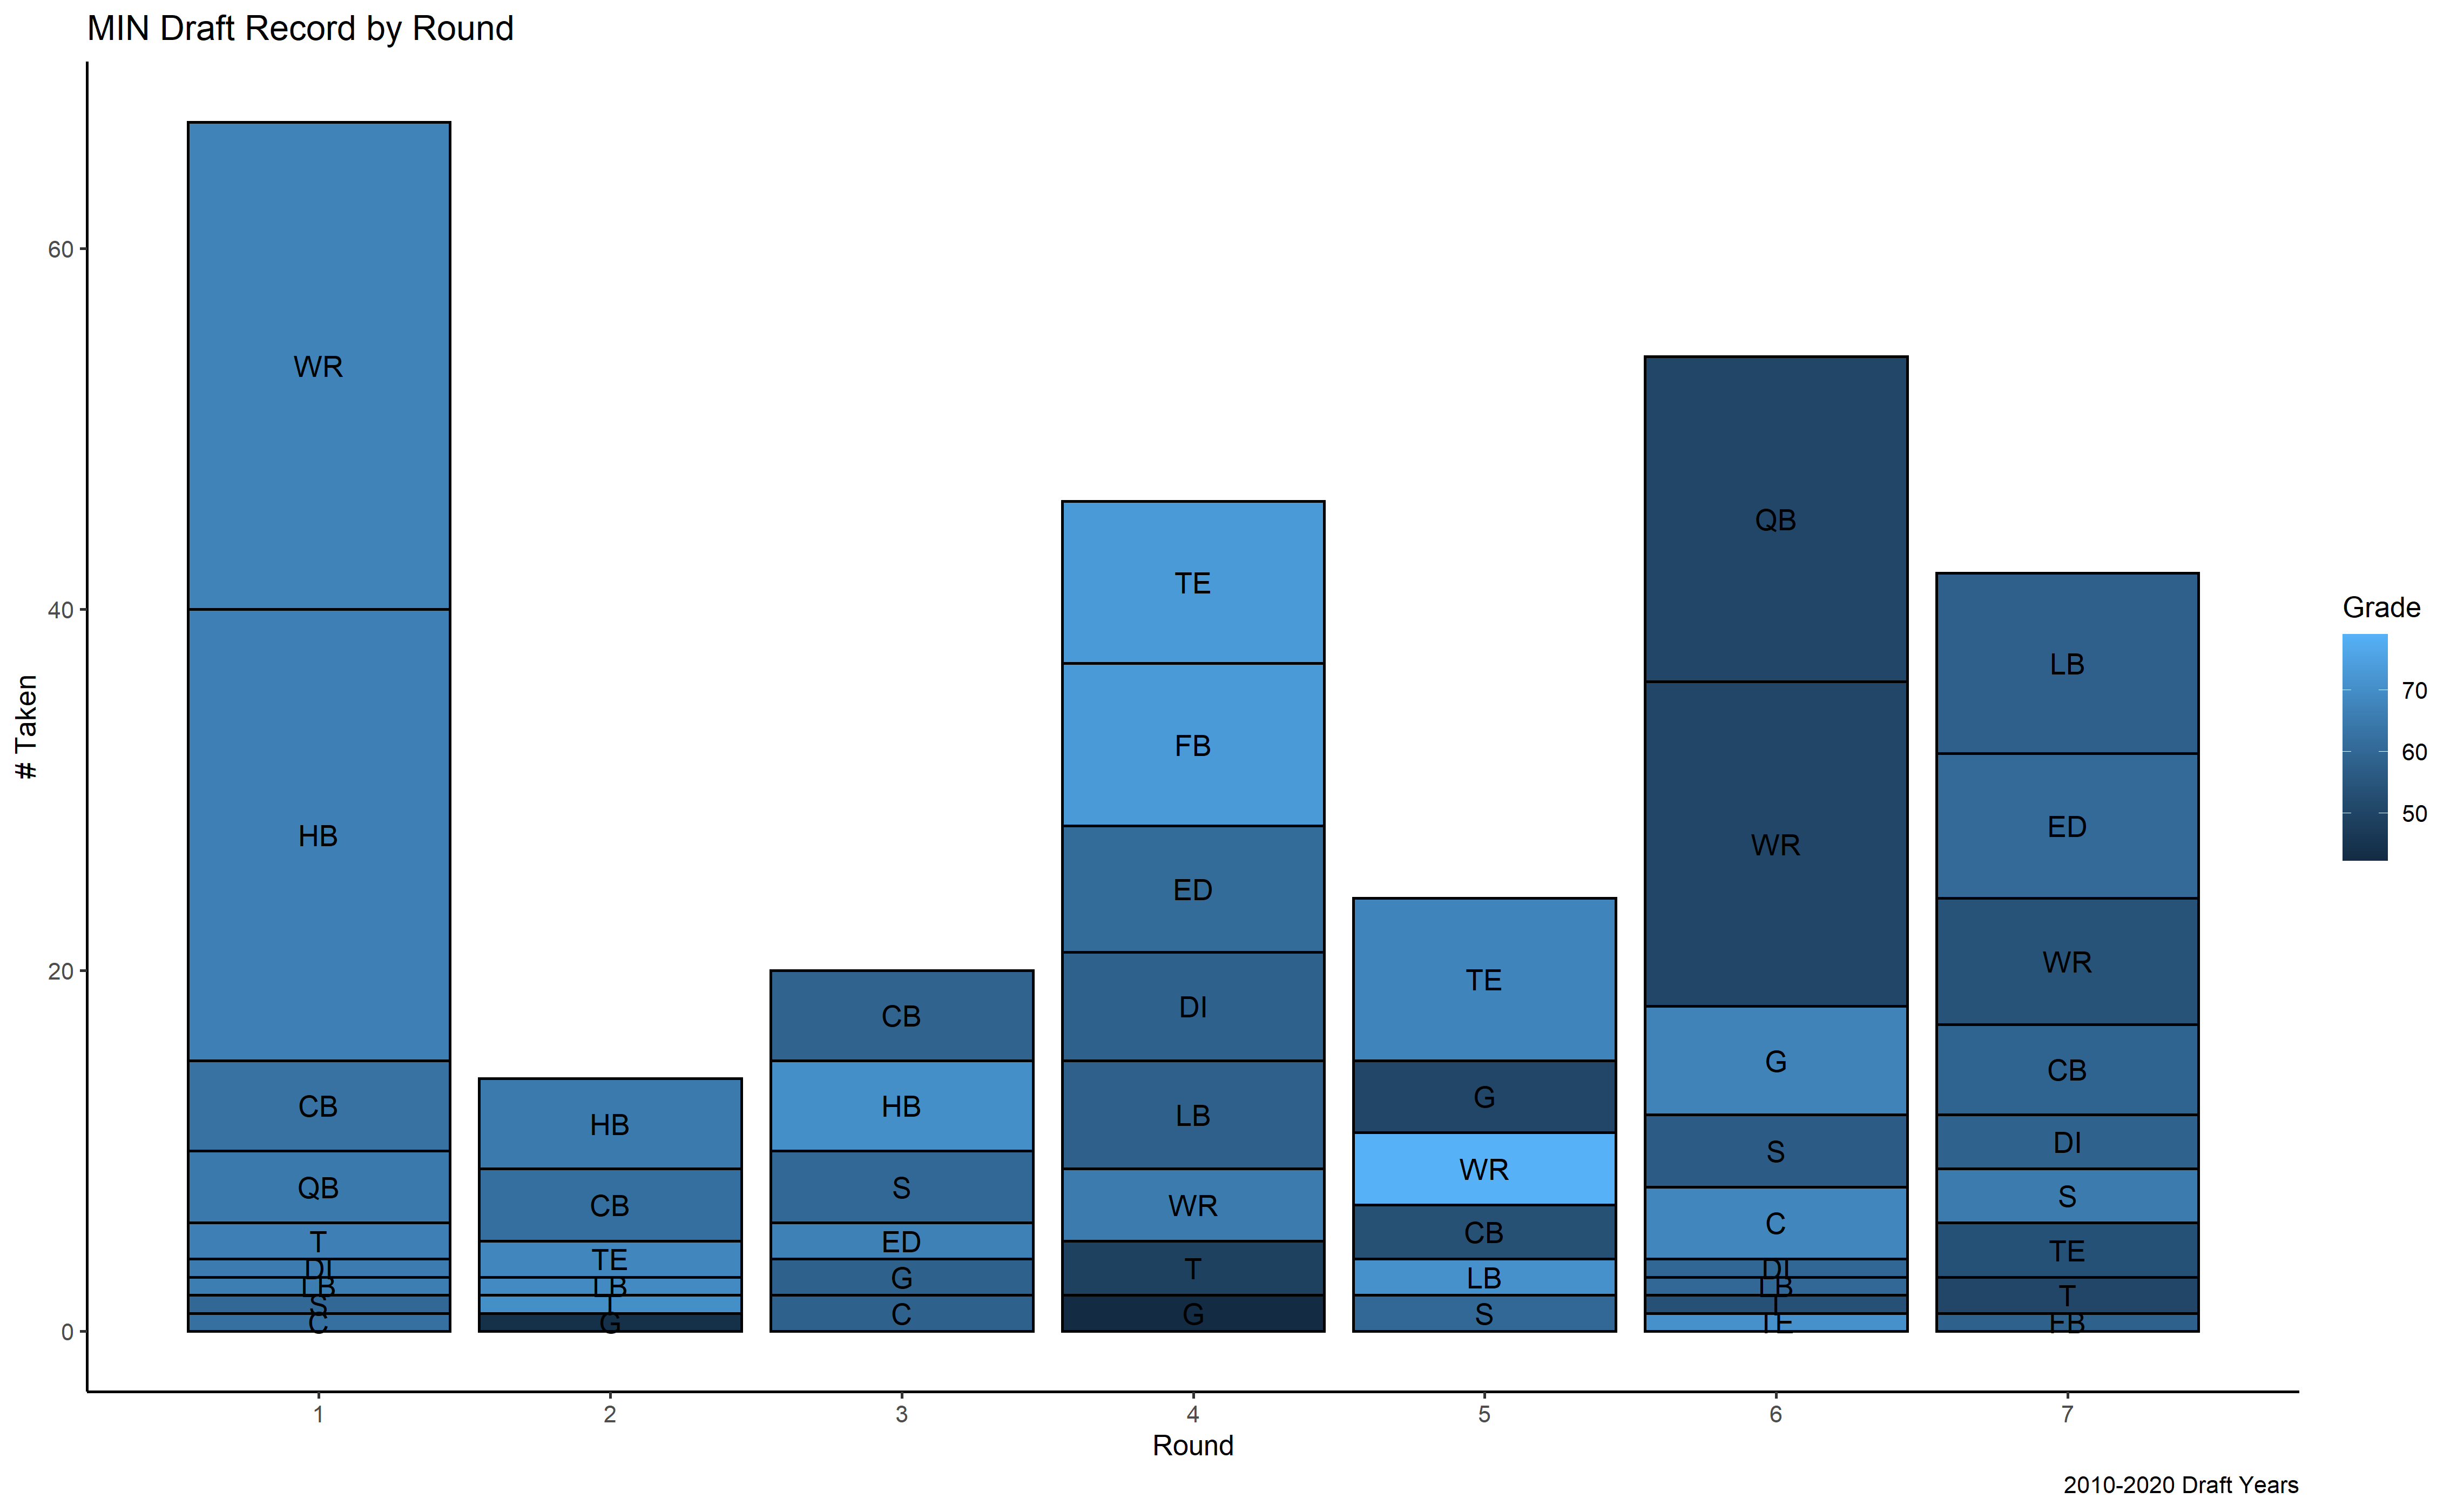 MIN Draft Record by Round
# Taken
60
40
20
0
WR
HB
CB
QB
T
DI
LB
S
C
HB
CB
TE
LB
T
G
CB
HB
S
ED
G
C
TE
FB
ED
DI
LB
WR
T
G
TE
G
WR
CB
LB
S
QB
WR
G
S
C
DI
LB
T
TE
LB
ED
WR
CB
DI
S
TE
T
FB
1 2 3 4 5 6 7
Round
Grade
70
60
50
2010-2020 Draft Years